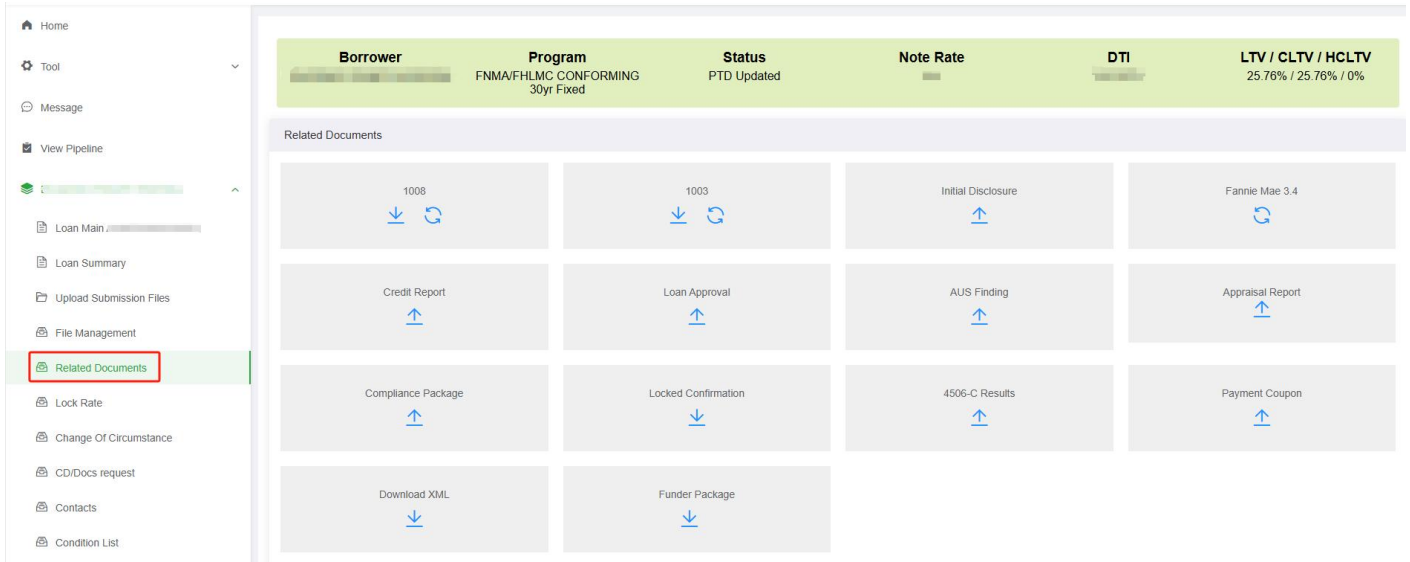 Home
Tool
Message
View Pipeline
Loan Main
Loan Summary
Upload Submission Files
File Management
Related Documents
Lock Rate
Change Of Circumstance
CD/Docs request
Contacts
Condition List
Borrower
Program
FNMA/FHLMC CONFORMING
30yr Fixed
Status
PTD Updated
Note Rate
DTI
LTV / CLTV / HCLTV
25.76% / 25.76% / 0%
Related Documents
1008
1003
Initial Disclosure
Fannie Mae 3.4
Credit Report
Loan Approval
AUS Finding
Appraisal Report
Compliance Package
Locked Confirmation
4506-C Results
Payment Coupon
Download XML
Funder Package